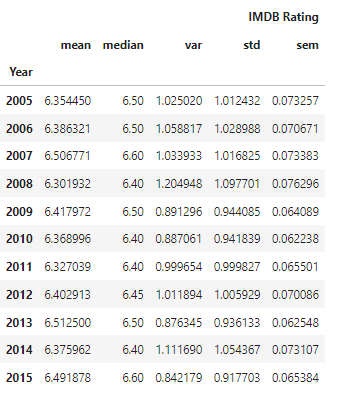 IMDB Rating
mean median var std sem
Year
2005 6.354450 6.50 1.025020 1.012432 0.073257
2006 6.386321 6.50 1.058817 1.028988 0.070671
2007 6.506771 6.60 1.033933 1.016825 0.073383
2008 6.301932 6.40 1.204948 1.097701 0.076296
2009 6.417972 6.50 0.891296 0.944085 0.064089
2010 6.368996 6.40 0.887061 0.941839 0.062238
2011 6.327039 6.40 0.999654 0.999827 0.065501
2012 6.402913 6.45 1.011894 1.005929 0.070086
2013 6.512500 6.50 0.876345 0.936133 0.062548
2014 6.375962 6.40 1.111690 1.054367 0.073107
2015 6.491878 6.60 0.842179 0.917703 0.065384